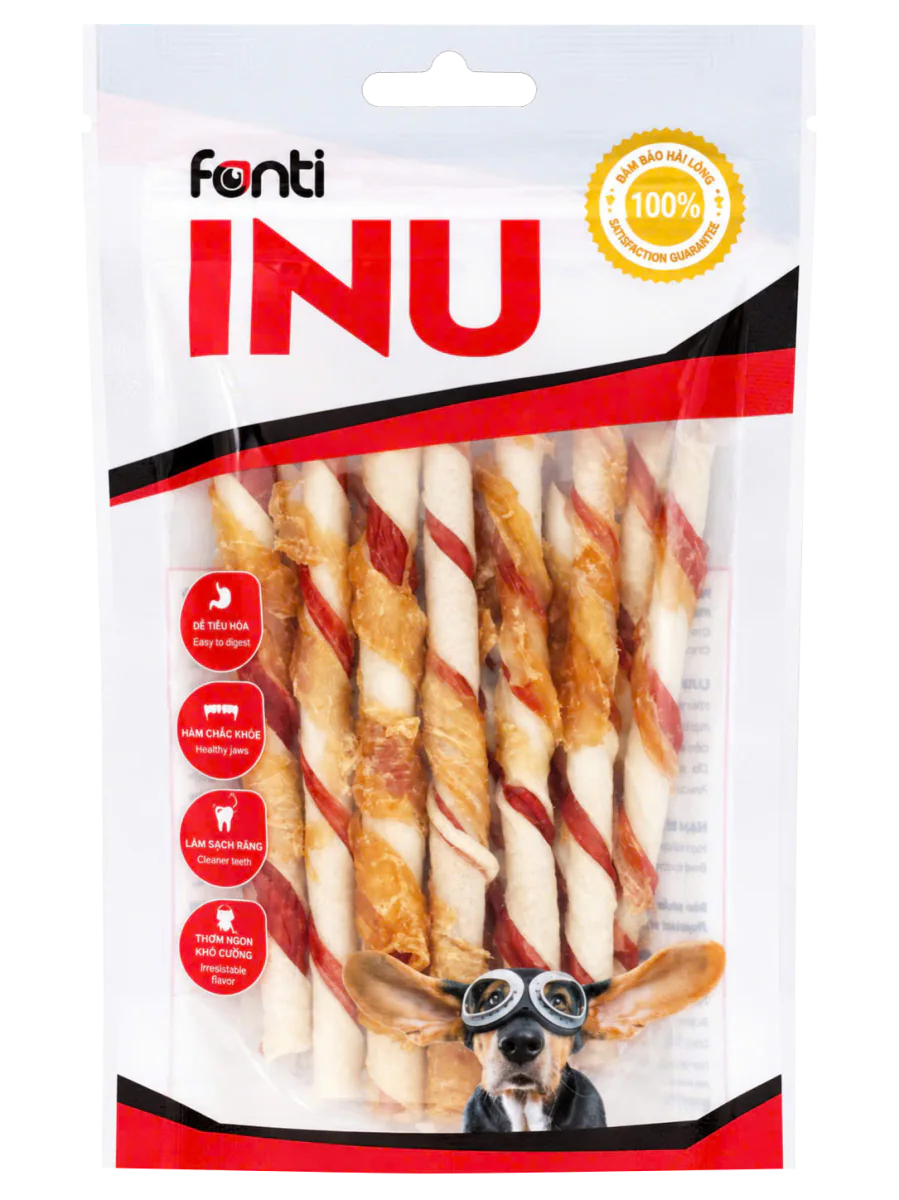 fonti
INU
ĐẢM BẢO HÀI LÒNG
100%
SATISFACTION GUARANTEE
DỄ TIÊU HÓA
Easy to digest
HÀM CHẮC KHỎE
Healthy jaws
LÀM SẠCH RĂNG
Cleaner teeth
THƠM NGON
KHÓ CƯỠNG
Irresistable
flavor